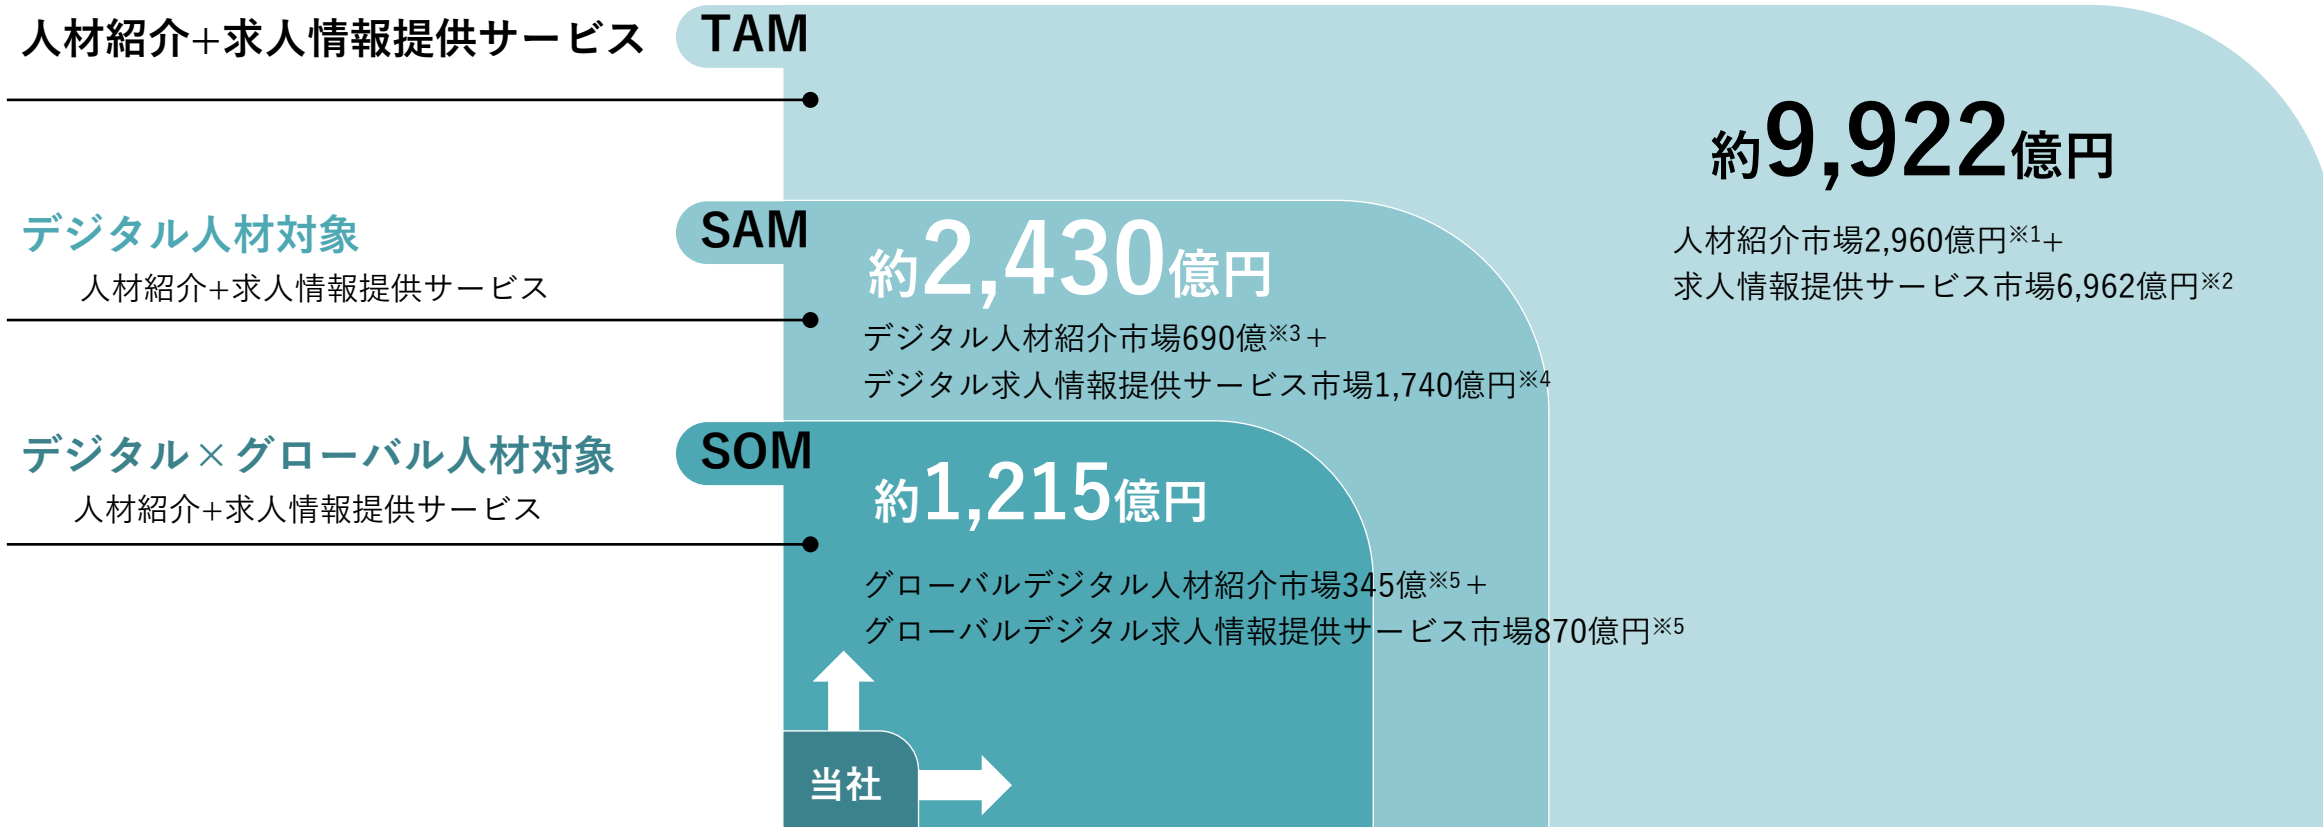 人材紹介+求人情報提供サービス
TAM
約9,922億円
人材紹介市場2,960億円※1+
求人情報提供サービス市場6,962億円※2
デジタル人材対象
人材紹介+求人情報提供サービス
SAM
約2,430億円
デジタル人材紹介市場690億※3+
デジタル求人情報提供サービス市場1,740億円※4
デジタル×グローバル人材対象
人材紹介+求人情報提供サービス
SOM
約1,215億円
グローバルデジタル人材紹介市場345億※5+
グローバルデジタル求人情報提供サービス市場870億円※5
当社